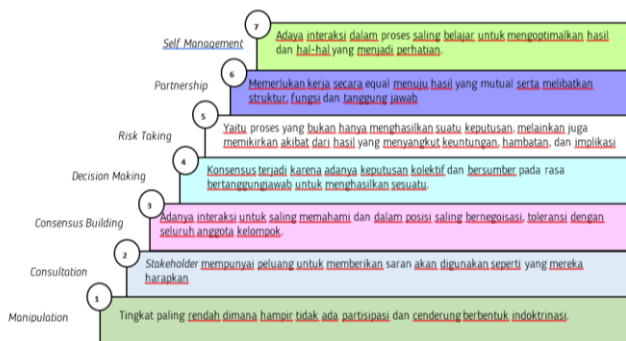 7
Self Management
Adaya interaksi dalam proses saling belajar untuk mengoptimalkan hasil
dan hal-hal yang menjadi perhatian.
6
Partnership
Memerlukan kerja secara equal menuju hasil yang mutual serta melibatkan
struktur, fungsi dan tanggung jawab
5
Risk Taking
Yaitu proses yang bukan hanya menghasilkan suatu keputusan, melainkan juga
memikirkan akibat dari hasil yang menyangkut keuntungan, hambatan, dan implikasi
4
Decision Making
Konsensus terjadi karena adanya keputusan kolektif dan bersumber pada rasa
bertanggungjawab untuk menghasilkan sesuatu.
3
Consensus Building
Adanya interaksi untuk saling memahami dan dalam posisi saling bernegoisasi, toleransi dengan
seluruh anggota kelompok.
2
Consultation
Stakeholder mempunyai peluang untuk memberikan saran akan digunakan seperti yang mereka
harapkan
1
Manipulation
Tingkat paling rendah dimana hampir tidak ada partisipasi dan cenderung berbentuk indoktrinasi.